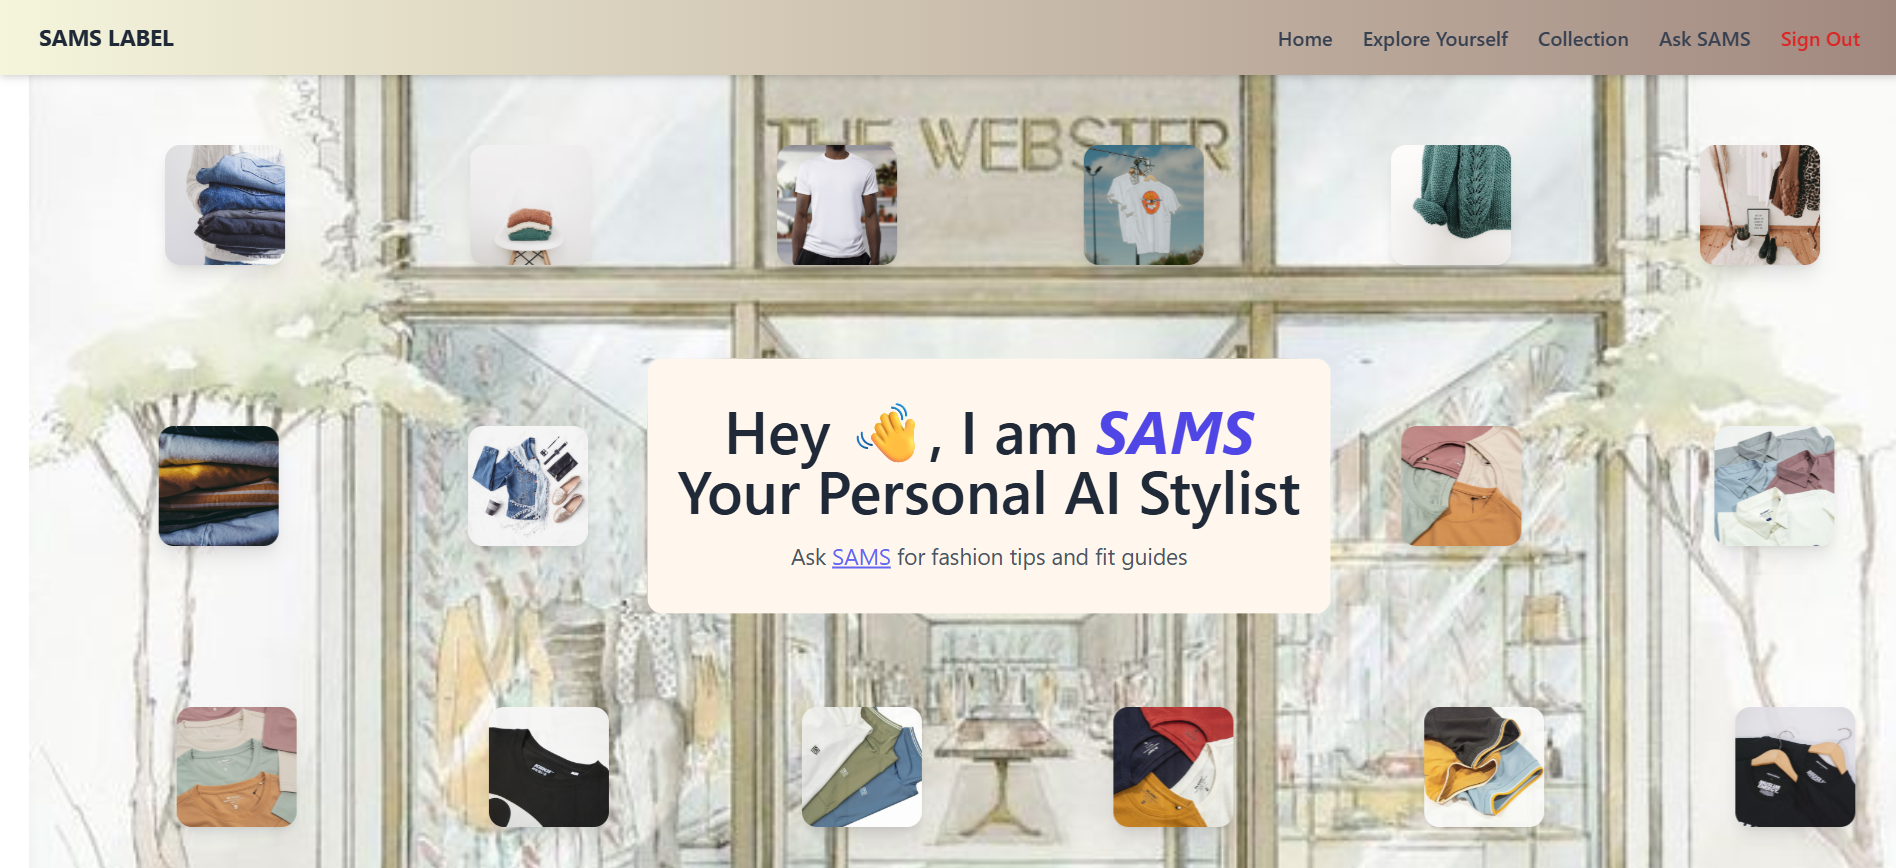 SAMS LABEL
Home Explore Yourself Collection Ask SAMS Sign Out
THE WEBSTER
Hey 👋, I am SAMS
Your Personal AI Stylist
Ask SAMS for fashion tips and fit guides